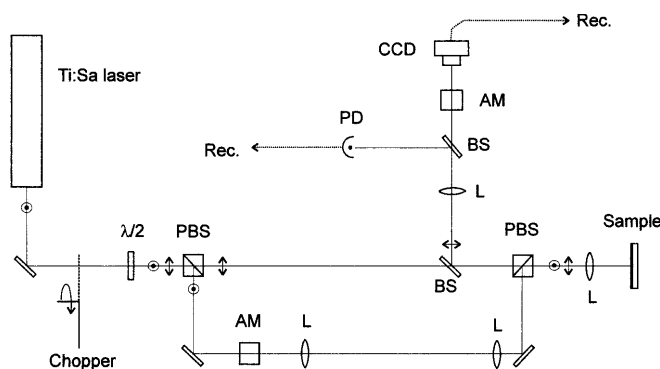 Rec.
CCD
Ti:Sa laser
AM
PD
BS
Rec.
L
λ/2
PBS
PBS
Sample
BS
L
AM
L
L
Chopper